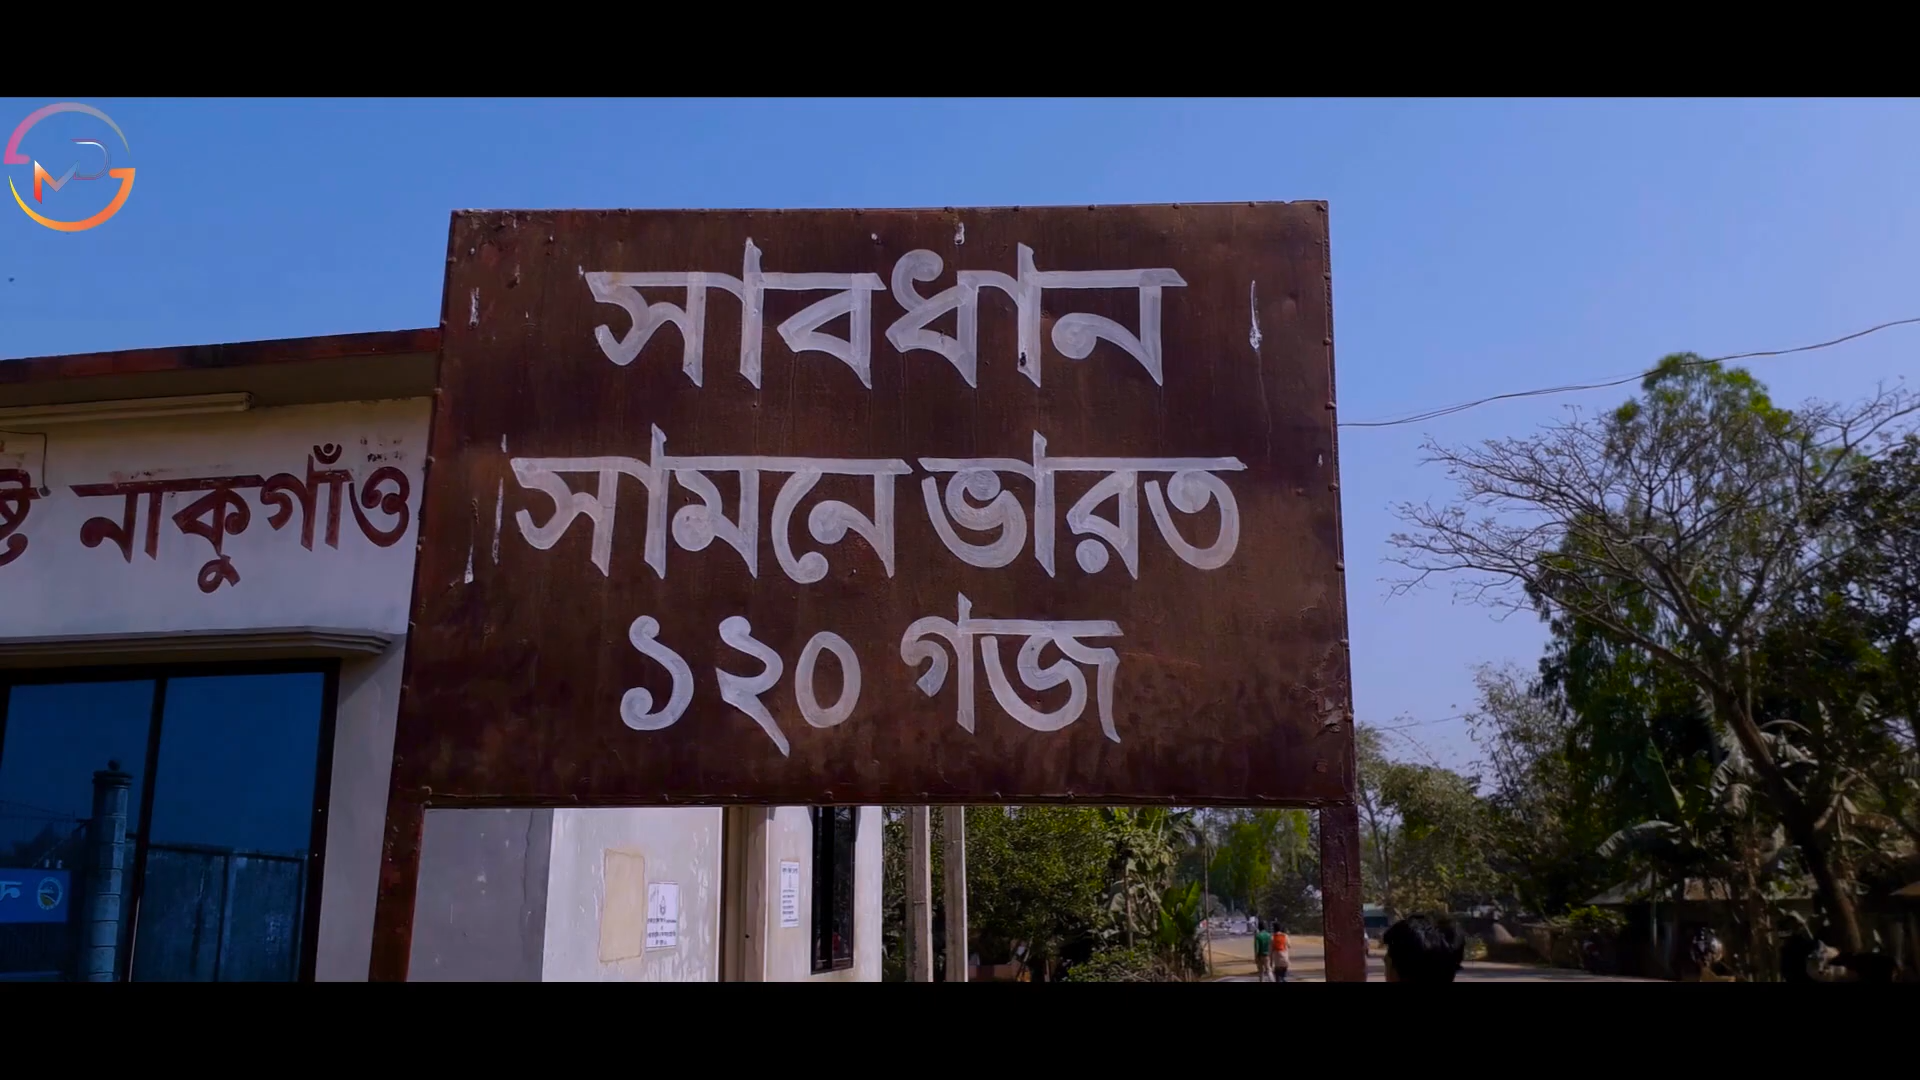 সাবধান
সামনে ভারত
১২০ গজ
নাকুগাঁও